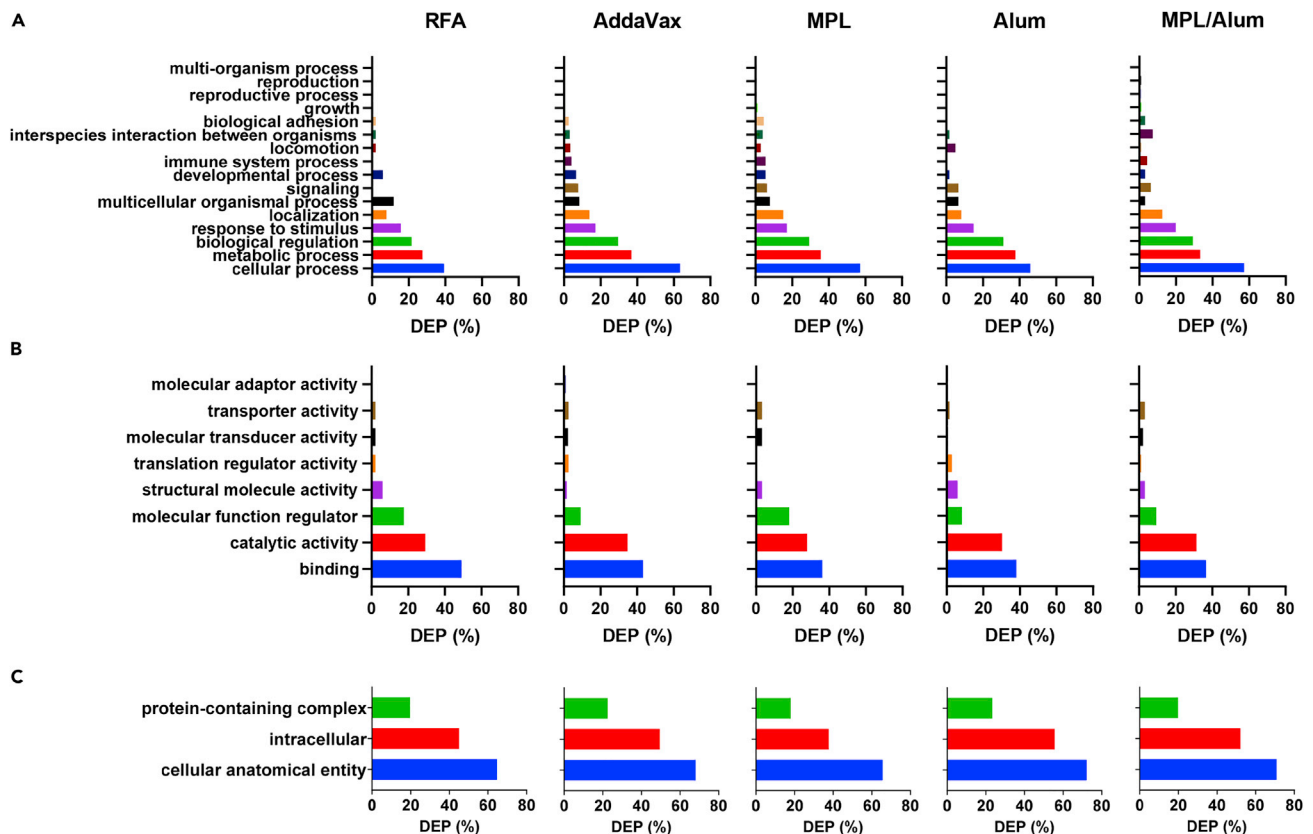 A
RFA AddaVax MPL Alum MPL/Alum
multi-organism process
reproduction
reproductive process
growth
biological adhesion
interspecies interaction between organisms
locomotion
immune system process
developmental process
signaling
multicellular organismal process
localization
response to stimulus
biological regulation
metabolic process
cellular process
0 20 40 60 80 0 20 40 60 80 0 20 40 60 80 0 20 40 60 80 0 20 40 60 80
DEP (%) DEP (%) DEP (%) DEP (%) DEP (%)
B
molecular adaptor activity
transporter activity
molecular transducer activity
translation regulator activity
structural molecule activity
molecular function regulator
catalytic activity
binding
0 20 40 60 80 0 20 40 60 80 0 20 40 60 80 0 20 40 60 80 0 20 40 60 80
DEP (%) DEP (%) DEP (%) DEP (%) DEP (%)
C
protein-containing complex
intracellular
cellular anatomical entity
0 20 40 60 80 0 20 40 60 80 0 20 40 60 80 0 20 40 60 80 0 20 40 60 80
DEP (%) DEP (%) DEP (%) DEP (%) DEP (%)